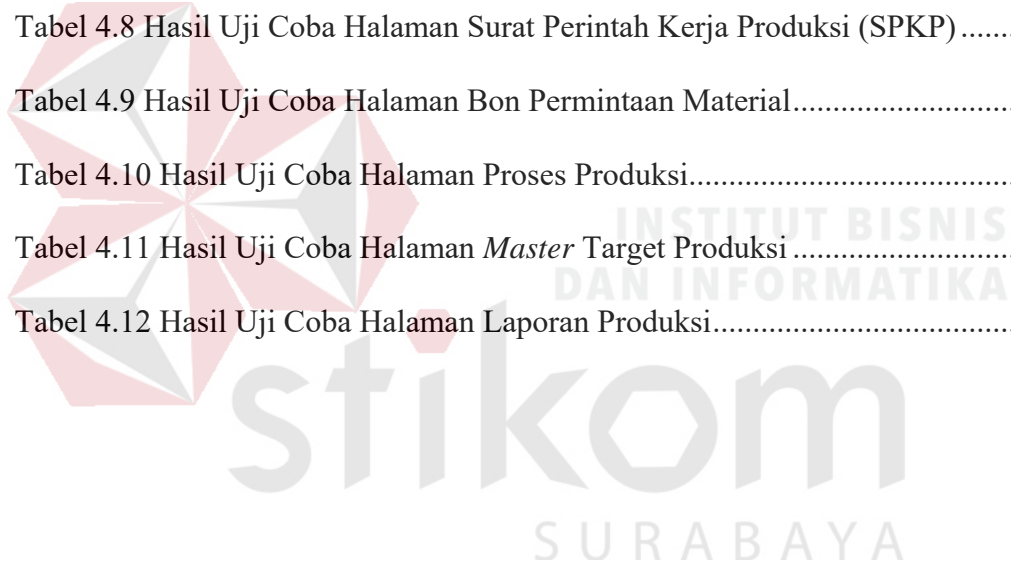 Tabel 4.8 Hasil Uji Coba Halaman Surat Perintah Kerja Produksi (SPKP).......
Tabel 4.9 Hasil Uji Coba Halaman Bon Permintaan Material............................
Tabel 4.10 Hasil Uji Coba Halaman Proses Produksi.........................................
INSTITUT BISNIS
Tabel 4.11 Hasil Uji Coba Halaman Master Target Produksi............................
DAN INFORMATIKA
Tabel 4.12 Hasil Uji Coba Halaman Laporan Produksi......................................
stikom
SURABAYA